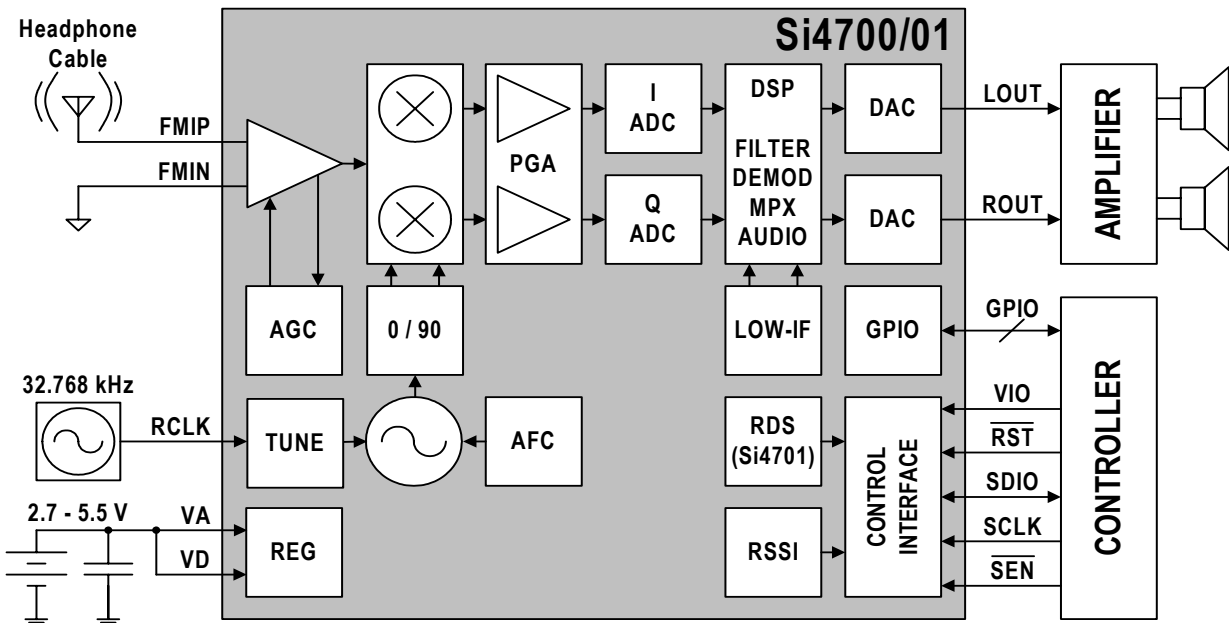 Si4700/01
Headphone
Cable
FMIP
FMIN
PGA
I
ADC
Q
ADC
DSP
FILTER
DEMOD
MPX
AUDIO
DAC
DAC
LOUT
ROUT
AMPLIFIER
AGC
0 / 90
LOW-IF
GPIO
GPIO
32.768 kHz
RCLK
TUNE
AFC
RDS
(Si4701)
CONTROL
INTERFACE
VIO
RST
SDIO
SCLK
SEN
CONTROLLER
2.7 - 5.5 V
VA
VD
REG
RSSI